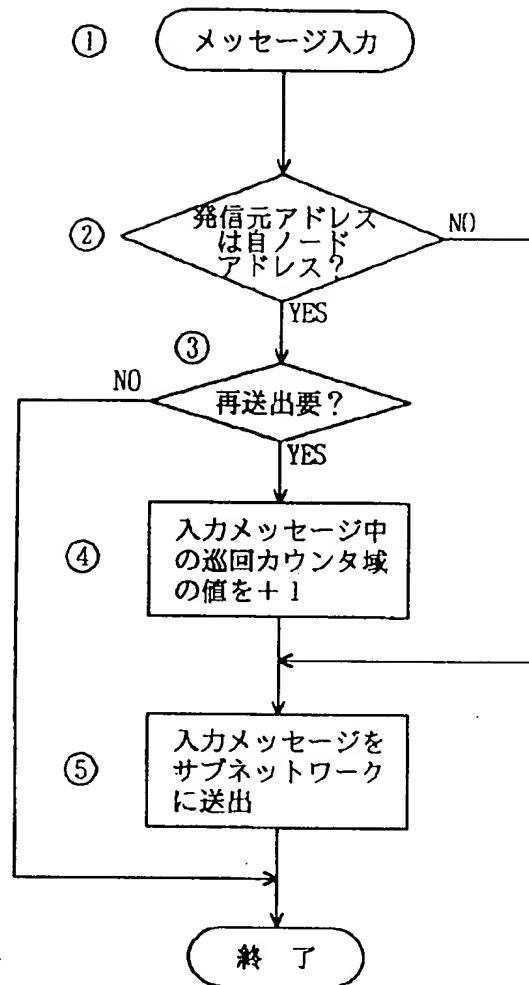 ①
メッセージ入力
②
発信元アドレス
は自ノード
アドレス？
NO
YES
③
NO
再送出要？
YES
④
入力メッセージ中
の巡回カウンタ域
の値を＋1
⑤
入力メッセージを
サブネットワーク
に送出
終 了